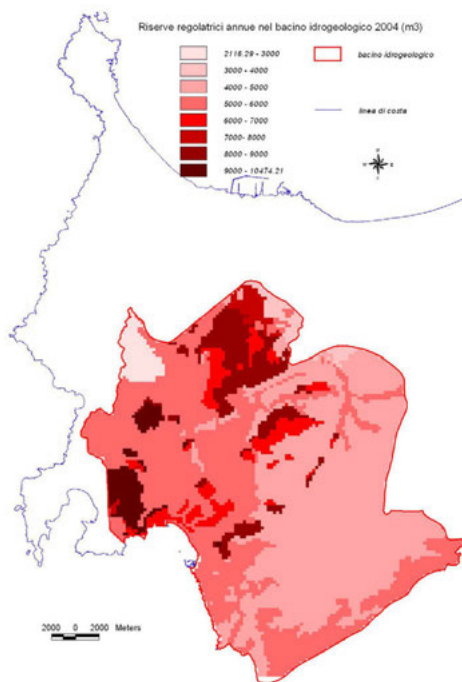 Riserve regolatrici annue nel bacino idrogeologico 2004 (m3)
2116.29 - 3000
3000 - 4000
4000 - 5000
5000 - 6000
6000 - 7000
7000- 8000
8000 - 9000
9000 - 10474.21
bacino idrogeologico
linea di costa
2000 0 2000 Meters